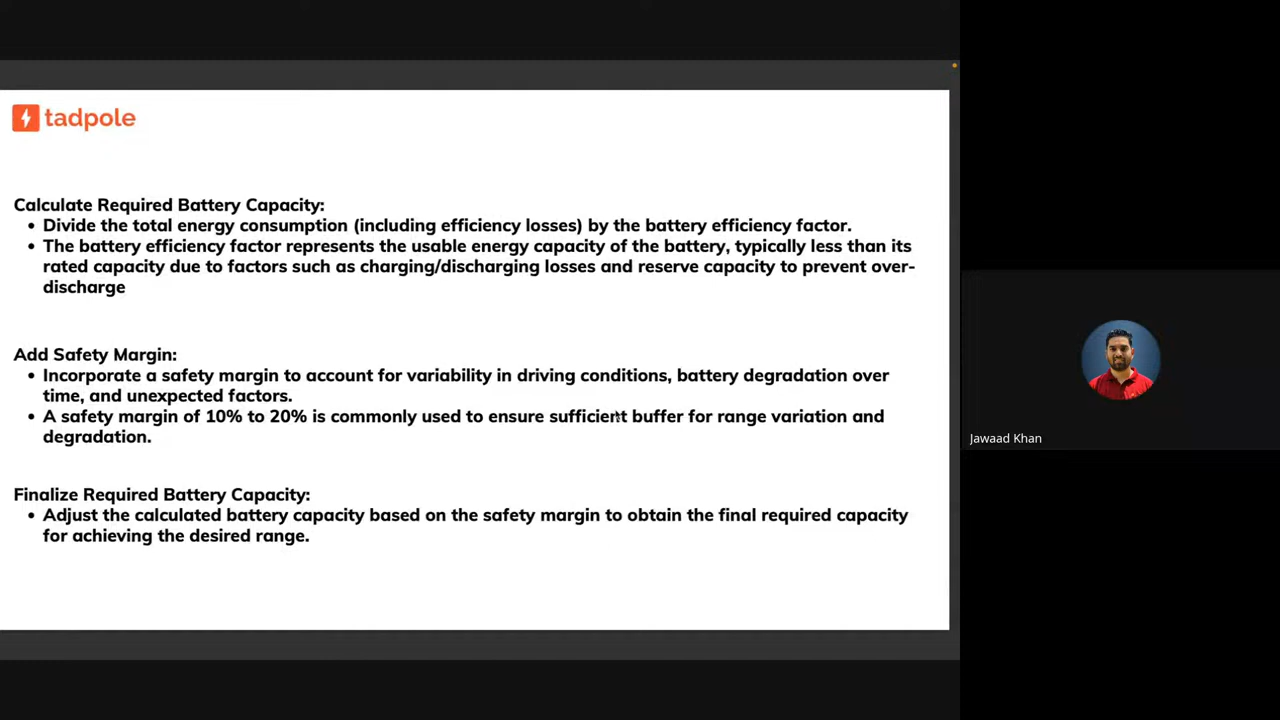 tadpole
Calculate Required Battery Capacity:
• Divide the total energy consumption (including efficiency losses) by the battery efficiency factor.
• The battery efficiency factor represents the usable energy capacity of the battery, typically less than its
rated capacity due to factors such as charging/discharging losses and reserve capacity to prevent over-
discharge
Add Safety Margin:
• Incorporate a safety margin to account for variability in driving conditions, battery degradation over
time, and unexpected factors.
• A safety margin of 10% to 20% is commonly used to ensure sufficient buffer for range variation and
degradation.
Finalize Required Battery Capacity:
• Adjust the calculated battery capacity based on the safety margin to obtain the final required capacity
for achieving the desired range.
Jawaad Khan